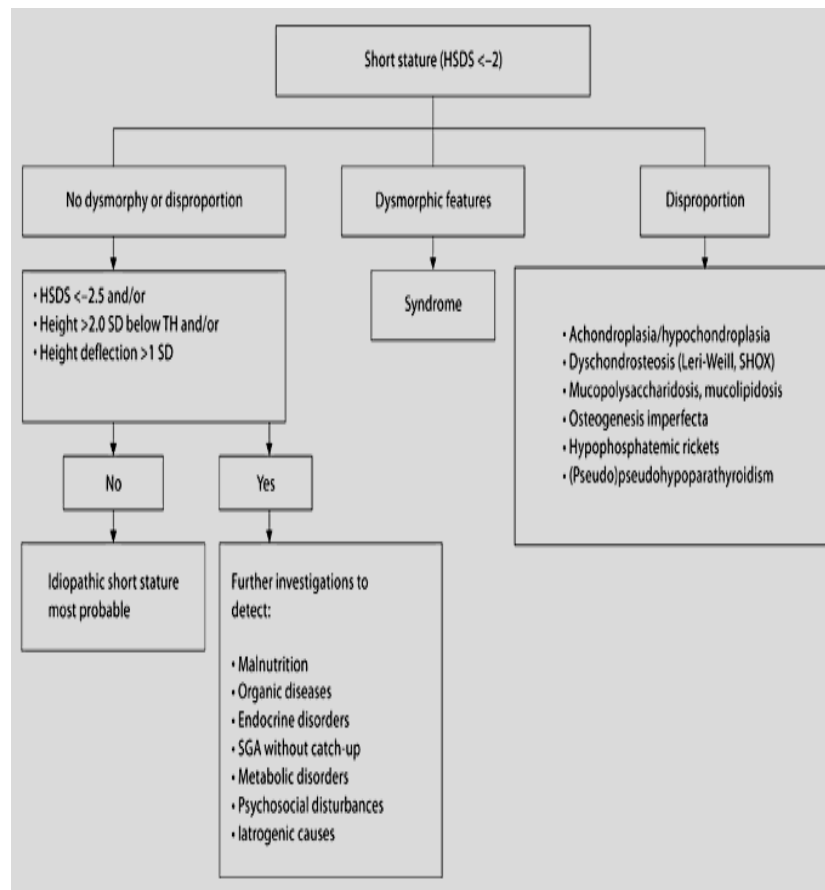 Short stature (HSDS <–2)
No dysmorphy or disproportion
Dysmorphic features
Disproportion
• HSDS <–2.5 and/or
• Height >2.0 SD below TH and/or
• Height deflection >1 SD
Syndrome
• Achondroplasia/hypochondroplasia
• Dyschondrosteosis (Leri-Weill, SHOX)
• Mucopolysaccharidosis, mucolipidosis
• Osteogenesis imperfecta
• Hypophosphatemic rickets
• (Pseudo)pseudohypoparathyroidism
No
Yes
Idiopathic short stature
most probable
Further investigations to
detect:
• Malnutrition
• Organic diseases
• Endocrine disorders
• SGA without catch-up
• Metabolic disorders
• Psychosocial disturbances
• Iatrogenic causes